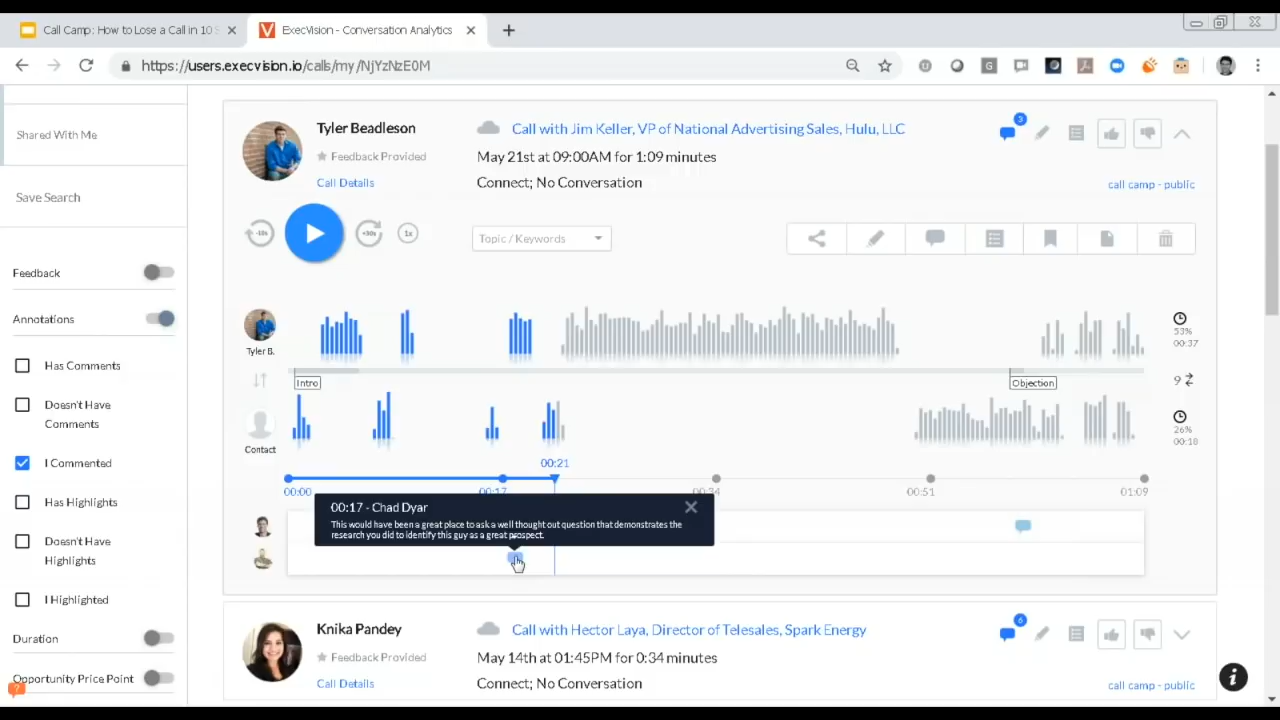 Call Camp: How to Lose a Call in 10 S
ExecVision - Conversation Analytics
https://users.execvision.io/calls/my/NjYzNzE0M
Shared With Me
Save Search
Feedback
Annotations
Has Comments
Doesn't Have
Comments
I Commented
Has Highlights
Doesn't Have
Highlights
I Highlighted
Duration
Opportunity Price Point
Tyler Beadleson
Feedback Provided
Call Details
Call with Jim Keller, VP of National Advertising Sales, Hulu, LLC
May 21st at 09:00AM for 1:09 minutes
Connect; No Conversation
3
call camp - public
-10s
+30s
1x
Topic / Keywords
Tyler B.
53%
00:37
Intro
Objection
9
Contact
26%
00:18
00:21
00:00
00:17
00:34
00:51
01:09
00:17 - Chad Dyar
This would have been a great place to ask a well thought out question that demonstrates the
research you did to identify this guy as a great prospect.
Knika Pandey
Feedback Provided
Call Details
Call with Hector Laya, Director of Telesales, Spark Energy
May 14th at 01:45PM for 0:34 minutes
Connect; No Conversation
6
call camp - public